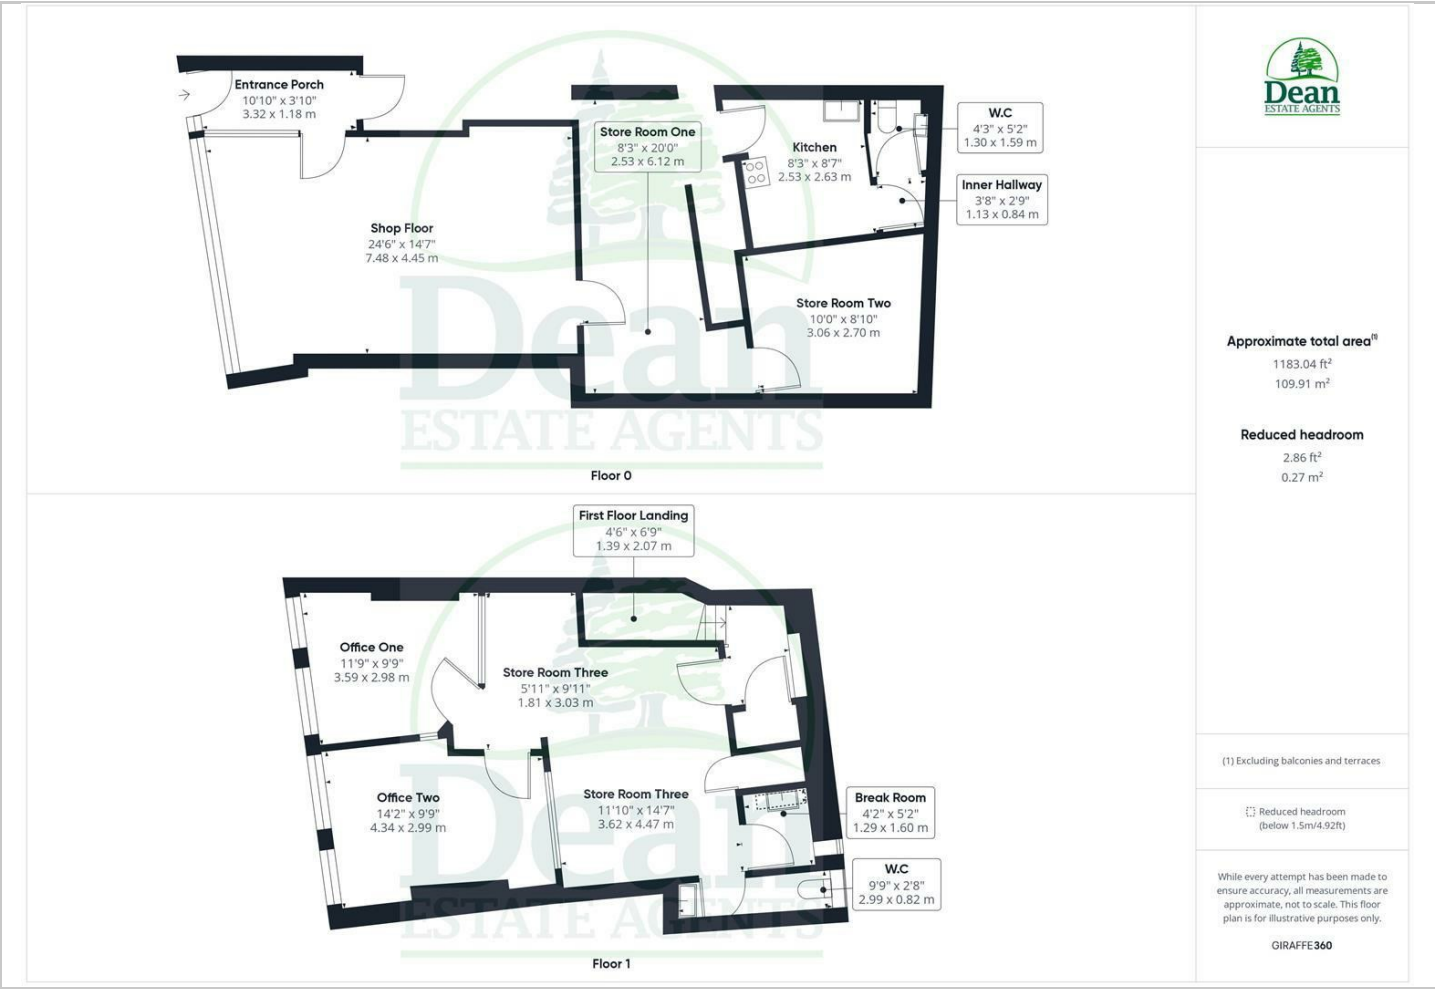 Entrance Porch
10'10" x 3'10"
3.32 x 1.18 m
Store Room One
8'3" x 20'0"
2.53 x 6.12 m
Kitchen
8'3" x 8'7"
2.53 x 2.63 m
W.C
4'3" x 5'2"
1.30 x 1.59 m
Inner Hallway
3'8" x 2'9"
1.13 x 0.84 m
Shop Floor
24'6" x 14'7"
7.48 x 4.45 m
Store Room Two
10'0" x 8'10"
3.06 x 2.70 m
Dean
ESTATE AGENTS
Floor 0
First Floor Landing
4'6" x 6'9"
1.39 x 2.07 m
Office One
11'9" x 9'9"
3.59 x 2.98 m
Store Room Three
5'11" x 9'11"
1.81 x 3.03 m
Office Two
14'2" x 9'9"
4.34 x 2.99 m
Store Room Three
11'10" x 14'7"
3.62 x 4.47 m
Break Room
4'2" x 5'2"
1.29 x 1.60 m
W.C
9'9" x 2'8"
2.99 x 0.82 m
Dean
ESTATE AGENTS
Floor 1
Dean
ESTATE AGENTS
Approximate total area(1)
1183.04 ft²
109.91 m²
Reduced headroom
2.86 ft²
0.27 m²
(1) Excluding balconies and terraces
Reduced headroom
(below 1.5m/4.92ft)
While every attempt has been made to
ensure accuracy, all measurements are
approximate, not to scale. This floor
plan is for illustrative purposes only.
GIRAFFE360